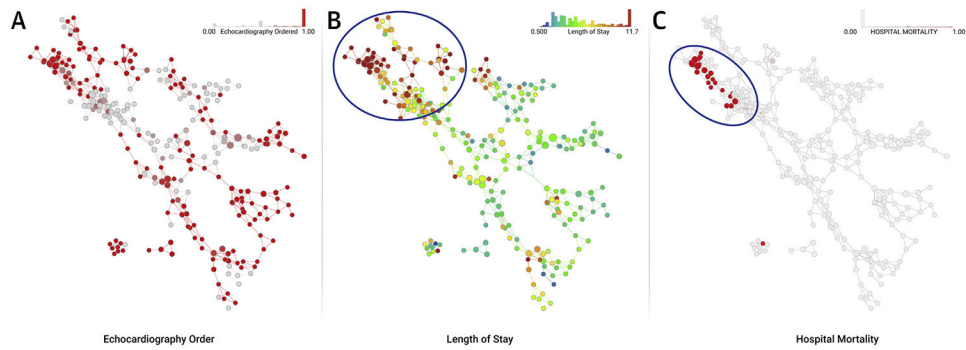 A
0.00 1.00
Echocardiography Ordered
B
0.500 11.7
Length of Stay
C
0.00 1.00
HOSPITAL MORTALITY
Echocardiography Order
Length of Stay
Hospital Mortality